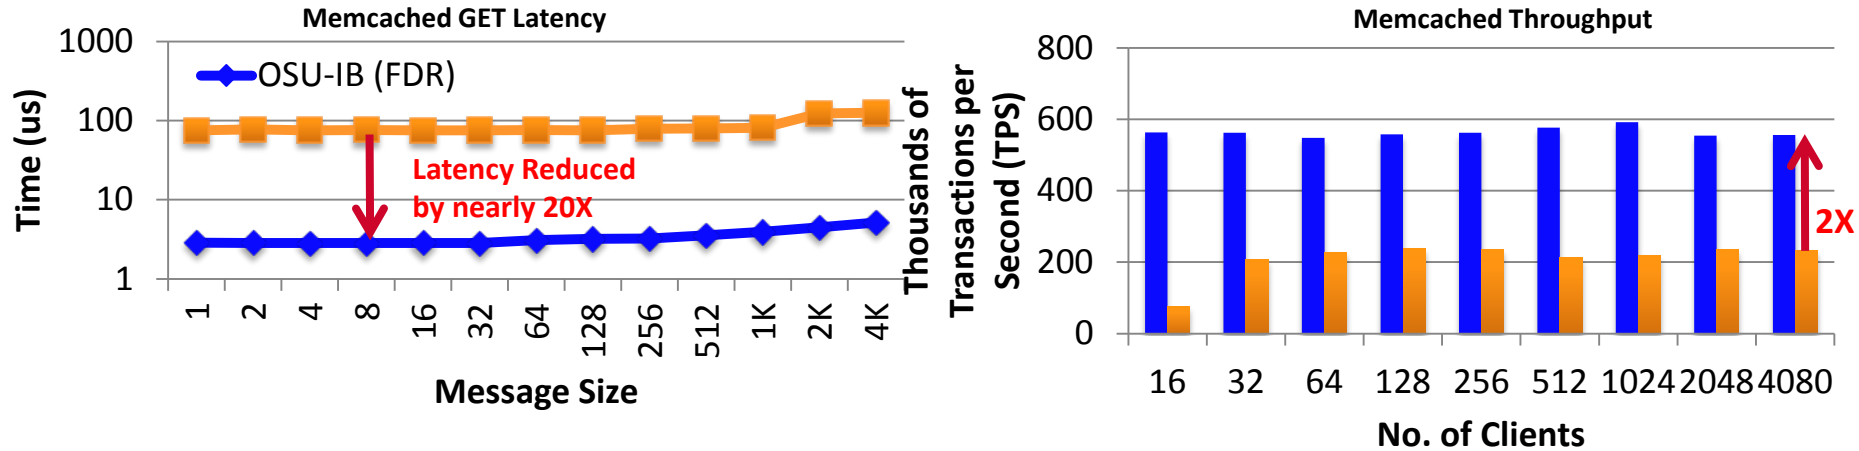 Memcached GET Latency
1000
100
10
1
Time (us)
OSU-IB (FDR)
Latency Reduced
by nearly 20X
1 2 4 8 16 32 64 128 256 512 1K 2K 4K
Message Size
Memcached Throughput
Thousands of
Transactions per
Second (TPS)
800
600
400
200
0
2X
16 32 64 128 256 512 1024 2048 4080
No. of Clients